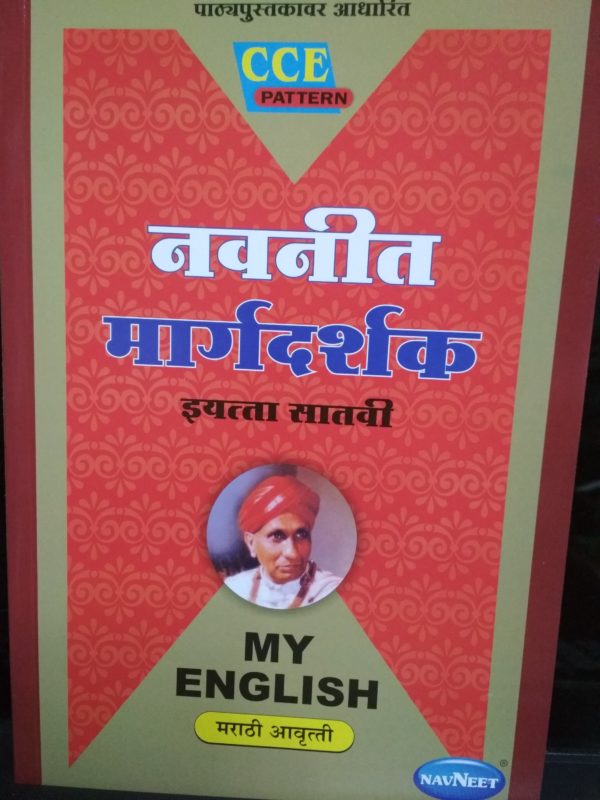 पाठ्यपुस्तकावर आधारित
CCE
PATTERN
नवनीत
मार्गदर्शक
इयत्ता सातवी
MY
ENGLISH
मराठी आवृत्ती
NAVNEET®